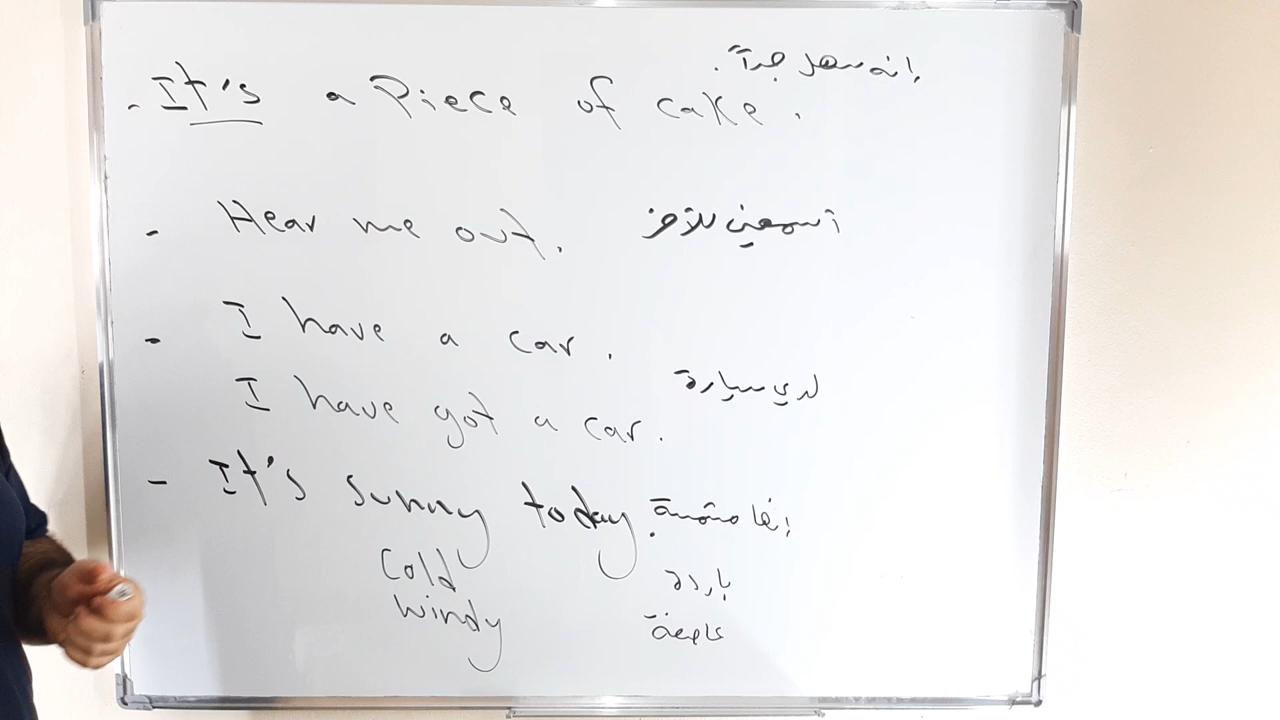 إنه سهل جداً.
- It's a Piece of cake.
- Hear me out. اسمعني للآخر
- I have a car.
لدي سيارة
I have got a car.
- It's sunny today. إنها مشمسة
Cold باردة
windy عاصفة